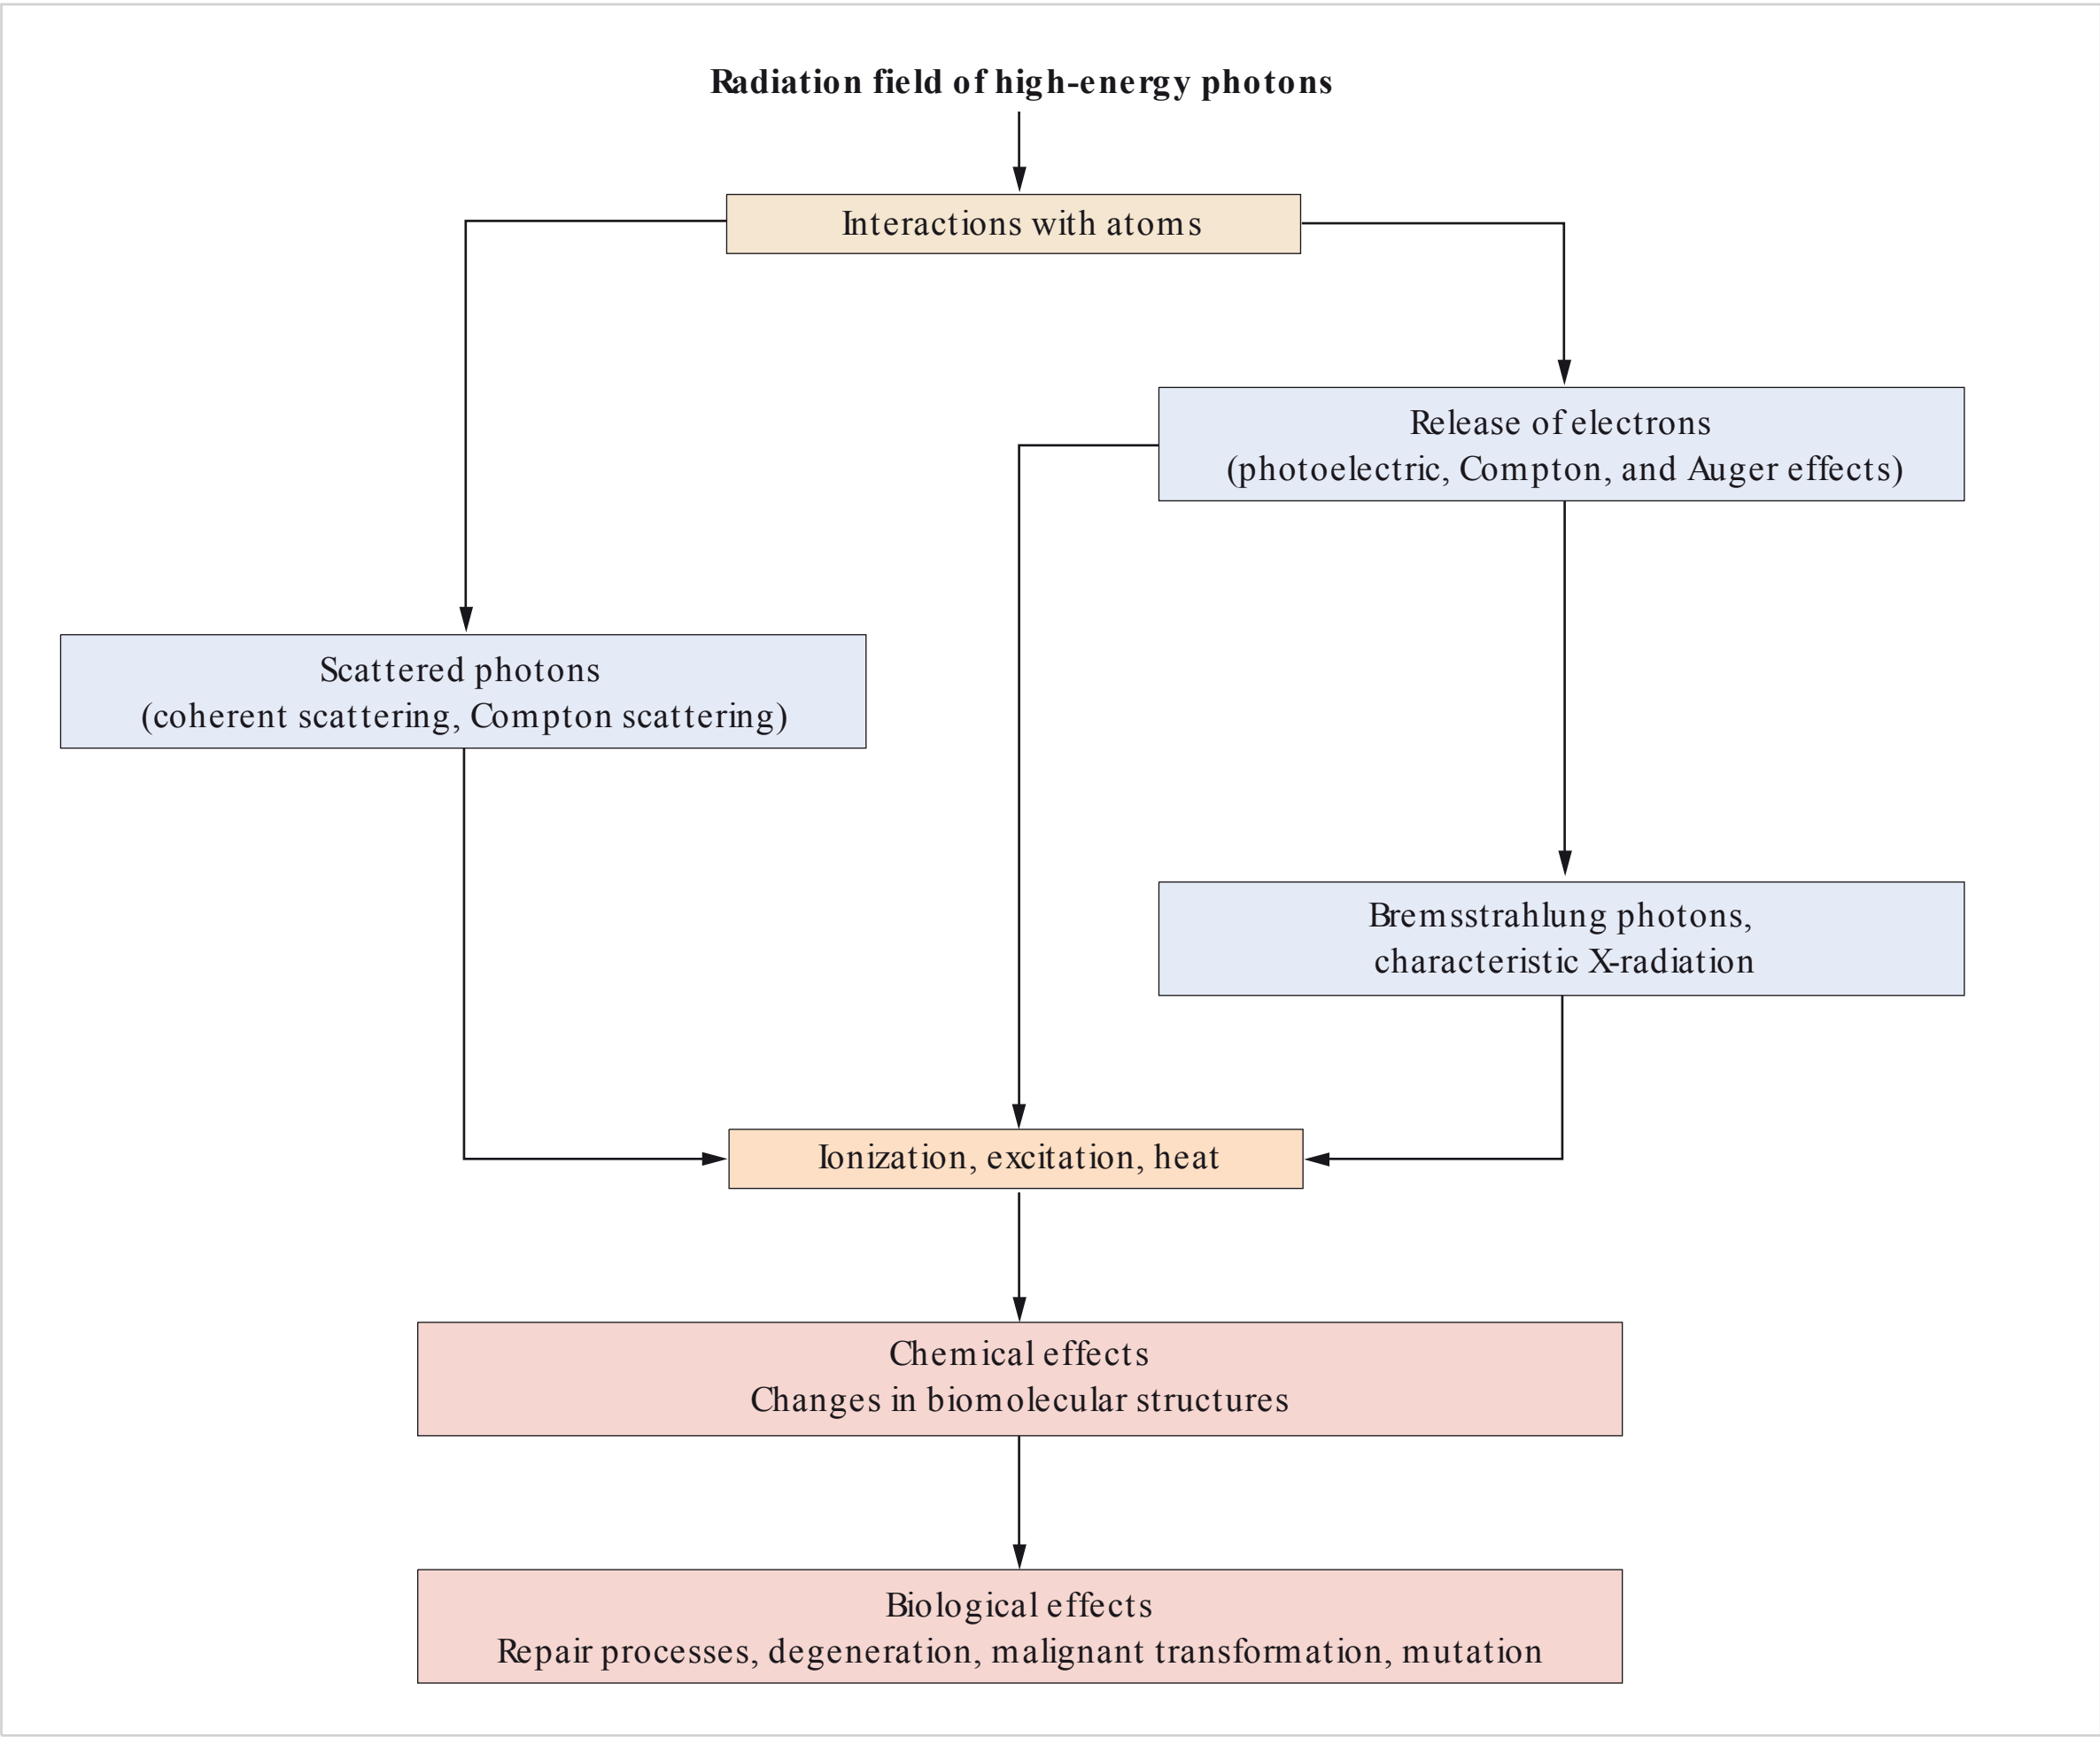 Radiation field of high-energy photons
Interactions with atoms
Release of electrons
(photoelectric, Compton, and Auger effects)
Scattered photons
(coherent scattering, Compton scattering)
Bremsstrahlung photons,
characteristic X-radiation
Ionization, excitation, heat
Chemical effects
Changes in biomolecular structures
Biological effects
Repair processes, degeneration, malignant transformation, mutation